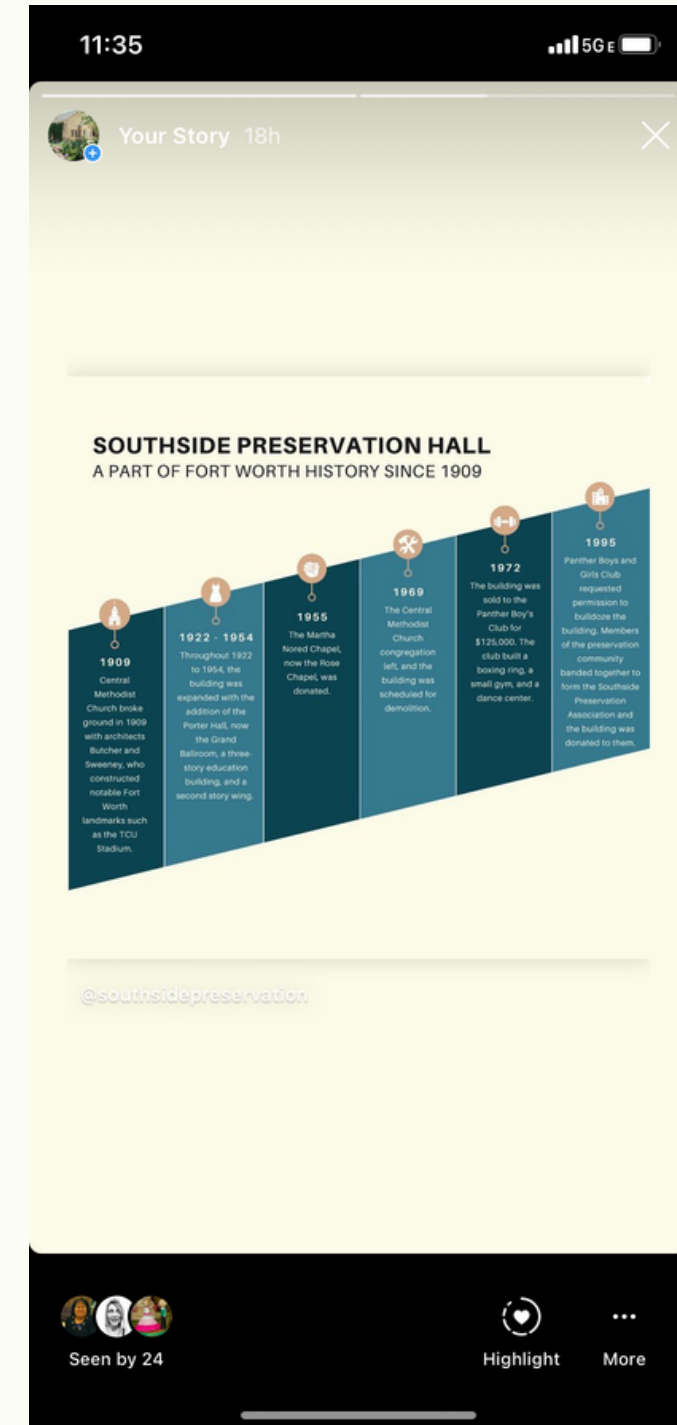 11:35
5G E
Your Story 18h
SOUTHSIDE PRESERVATION HALL
A PART OF FORT WORTH HISTORY SINCE 1909
1909
Central
Methodist
Church broke
ground in 1909
with architects
Butcher and
Sweeney, who
constructed
notable Fort
Worth
landmarks such
as the TCU
Stadium.
1922 - 1954
Throughout 1922
to 1954, the
building was
expanded with the
addition of the
Porter Hall, now
the Grand
Ballroom, a three-
story education
building, and a
second story wing.
1955
The Martha
Nored Chapel,
now the Rose
Chapel, was
donated.
1969
The Central
Methodist
Church
congregation
left, and the
building was
scheduled for
demolition.
1972
The building was
sold to the
Panther Boy's
Club for
$125,000. The
club built a
boxing ring, a
small gym, and a
dance center.
1995
Panther Boys and
Girls Club
requested
permission to
bulldoze the
building. Members
of the preservation
community
banded together to
form the Southside
Preservation
Association and
the building was
donated to them.
@southsidepreservation
Seen by 24
Highlight
More